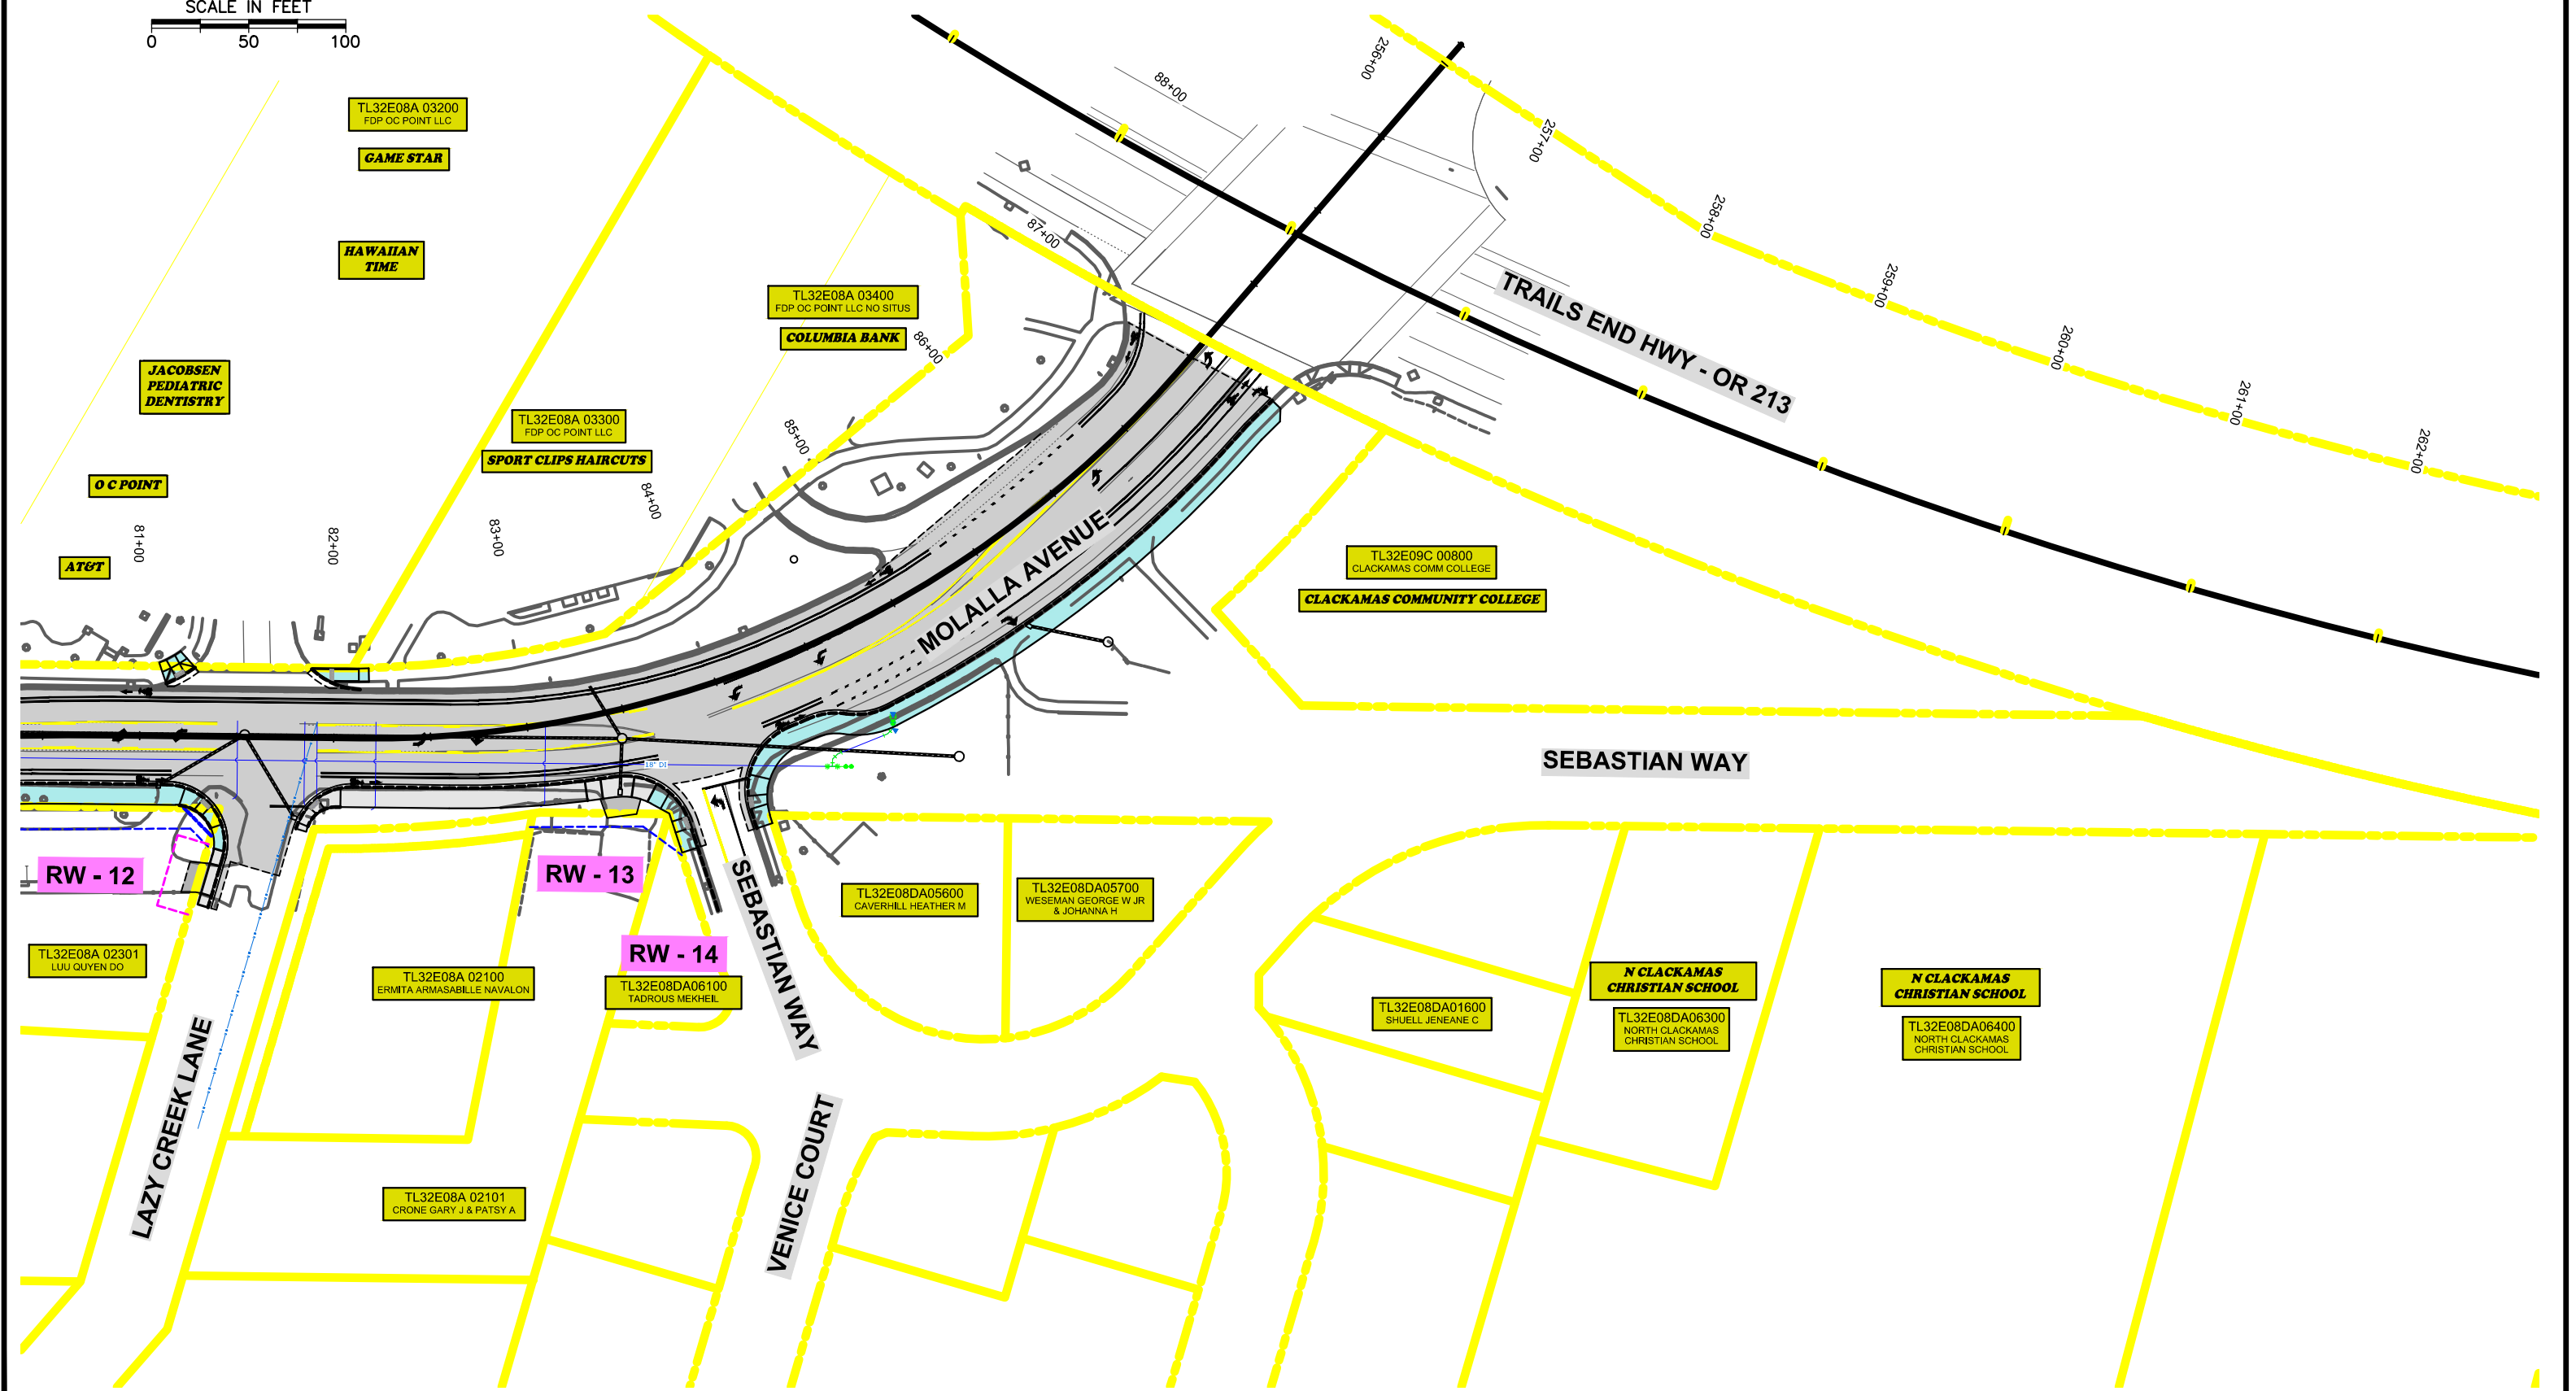 SCALE IN FEET
0 50 100
TL32E08A 03200
FDP OC POINT LLC
GAME STAR
HAWAIIAN
TIME
JACOBSEN
PEDIATRIC
DENTISTRY
O C POINT
AT&T
TL32E08A 03300
FDP OC POINT LLC
SPORT CLIPS HAIRCUTS
TL32E08A 03400
FDP OC POINT LLC NO SITUS
COLUMBIA BANK
81+00
82+00
83+00
84+00
85+00
86+00
87+00
88+00
256+00
257+00
258+00
259+00
260+00
261+00
262+00
TRAILS END HWY - OR 213
MOLALLA AVENUE
TL32E09C 00800
CLACKAMAS COMM COLLEGE
CLACKAMAS COMMUNITY COLLEGE
SEBASTIAN WAY
18" DI
RW - 12
RW - 13
RW - 14
TL32E08A 02301
LUU QUYEN DO
TL32E08A 02100
ERMITA ARMASABILLE NAVALON
TL32E08DA06100
TADROUS MEKHEIL
SEBASTIAN WAY
TL32E08DA05600
CAVERHILL HEATHER M
TL32E08DA05700
WESEMAN GEORGE W JR
& JOHANNA H
TL32E08DA01600
SHUELL JENEANE C
N CLACKAMAS
CHRISTIAN SCHOOL
TL32E08DA06300
NORTH CLACKAMAS
CHRISTIAN SCHOOL
N CLACKAMAS
CHRISTIAN SCHOOL
TL32E08DA06400
NORTH CLACKAMAS
CHRISTIAN SCHOOL
LAZY CREEK LANE
TL32E08A 02101
CRONE GARY J & PATSY A
VENICE COURT